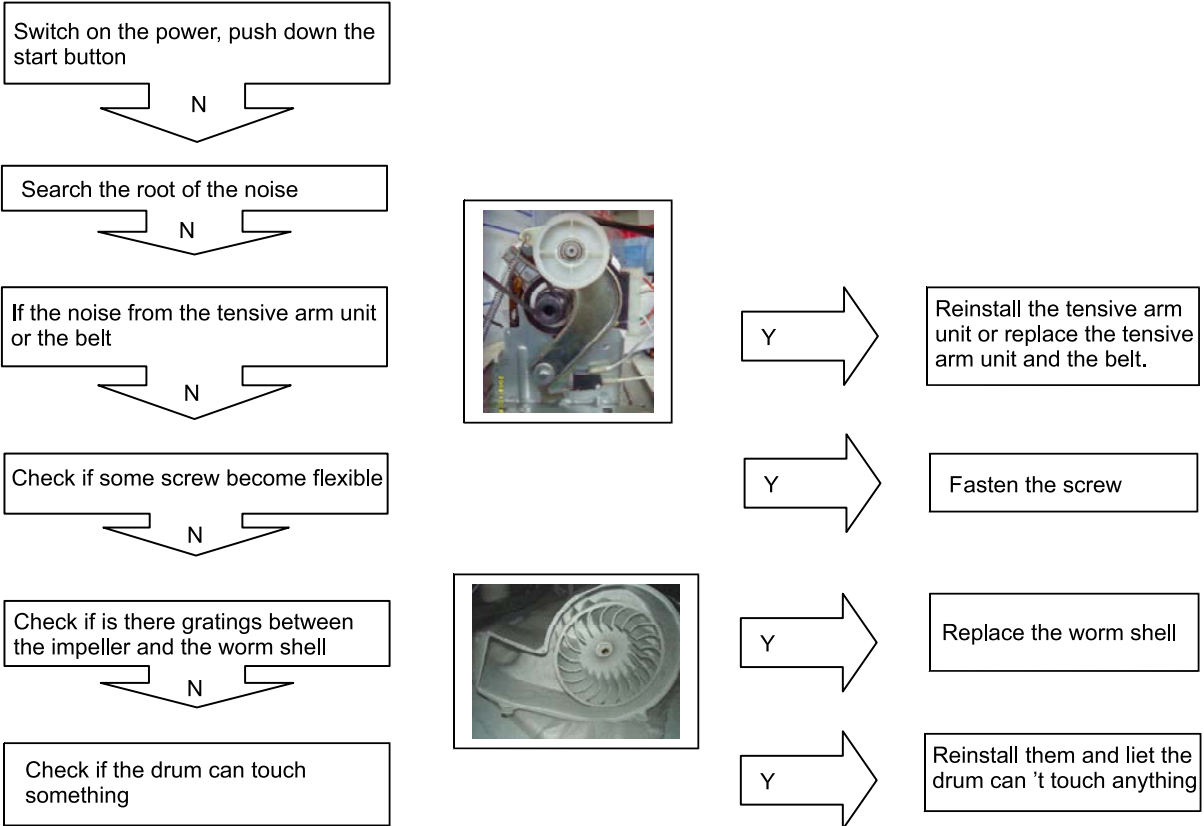 Switch on the power, push down the
start button
N
Search the root of the noise
N
If the noise from the tensive arm unit
or the belt
Y
Reinstall the tensive arm
unit or replace the tensive
arm unit and the belt.
N
Check if some screw become flexible
Y
Fasten the screw
N
Check if is there gratings between
the impeller and the worm shell
Y
Replace the worm shell
N
Check if the drum can touch
something
Y
Reinstall them and liet the
drum can 't touch anything